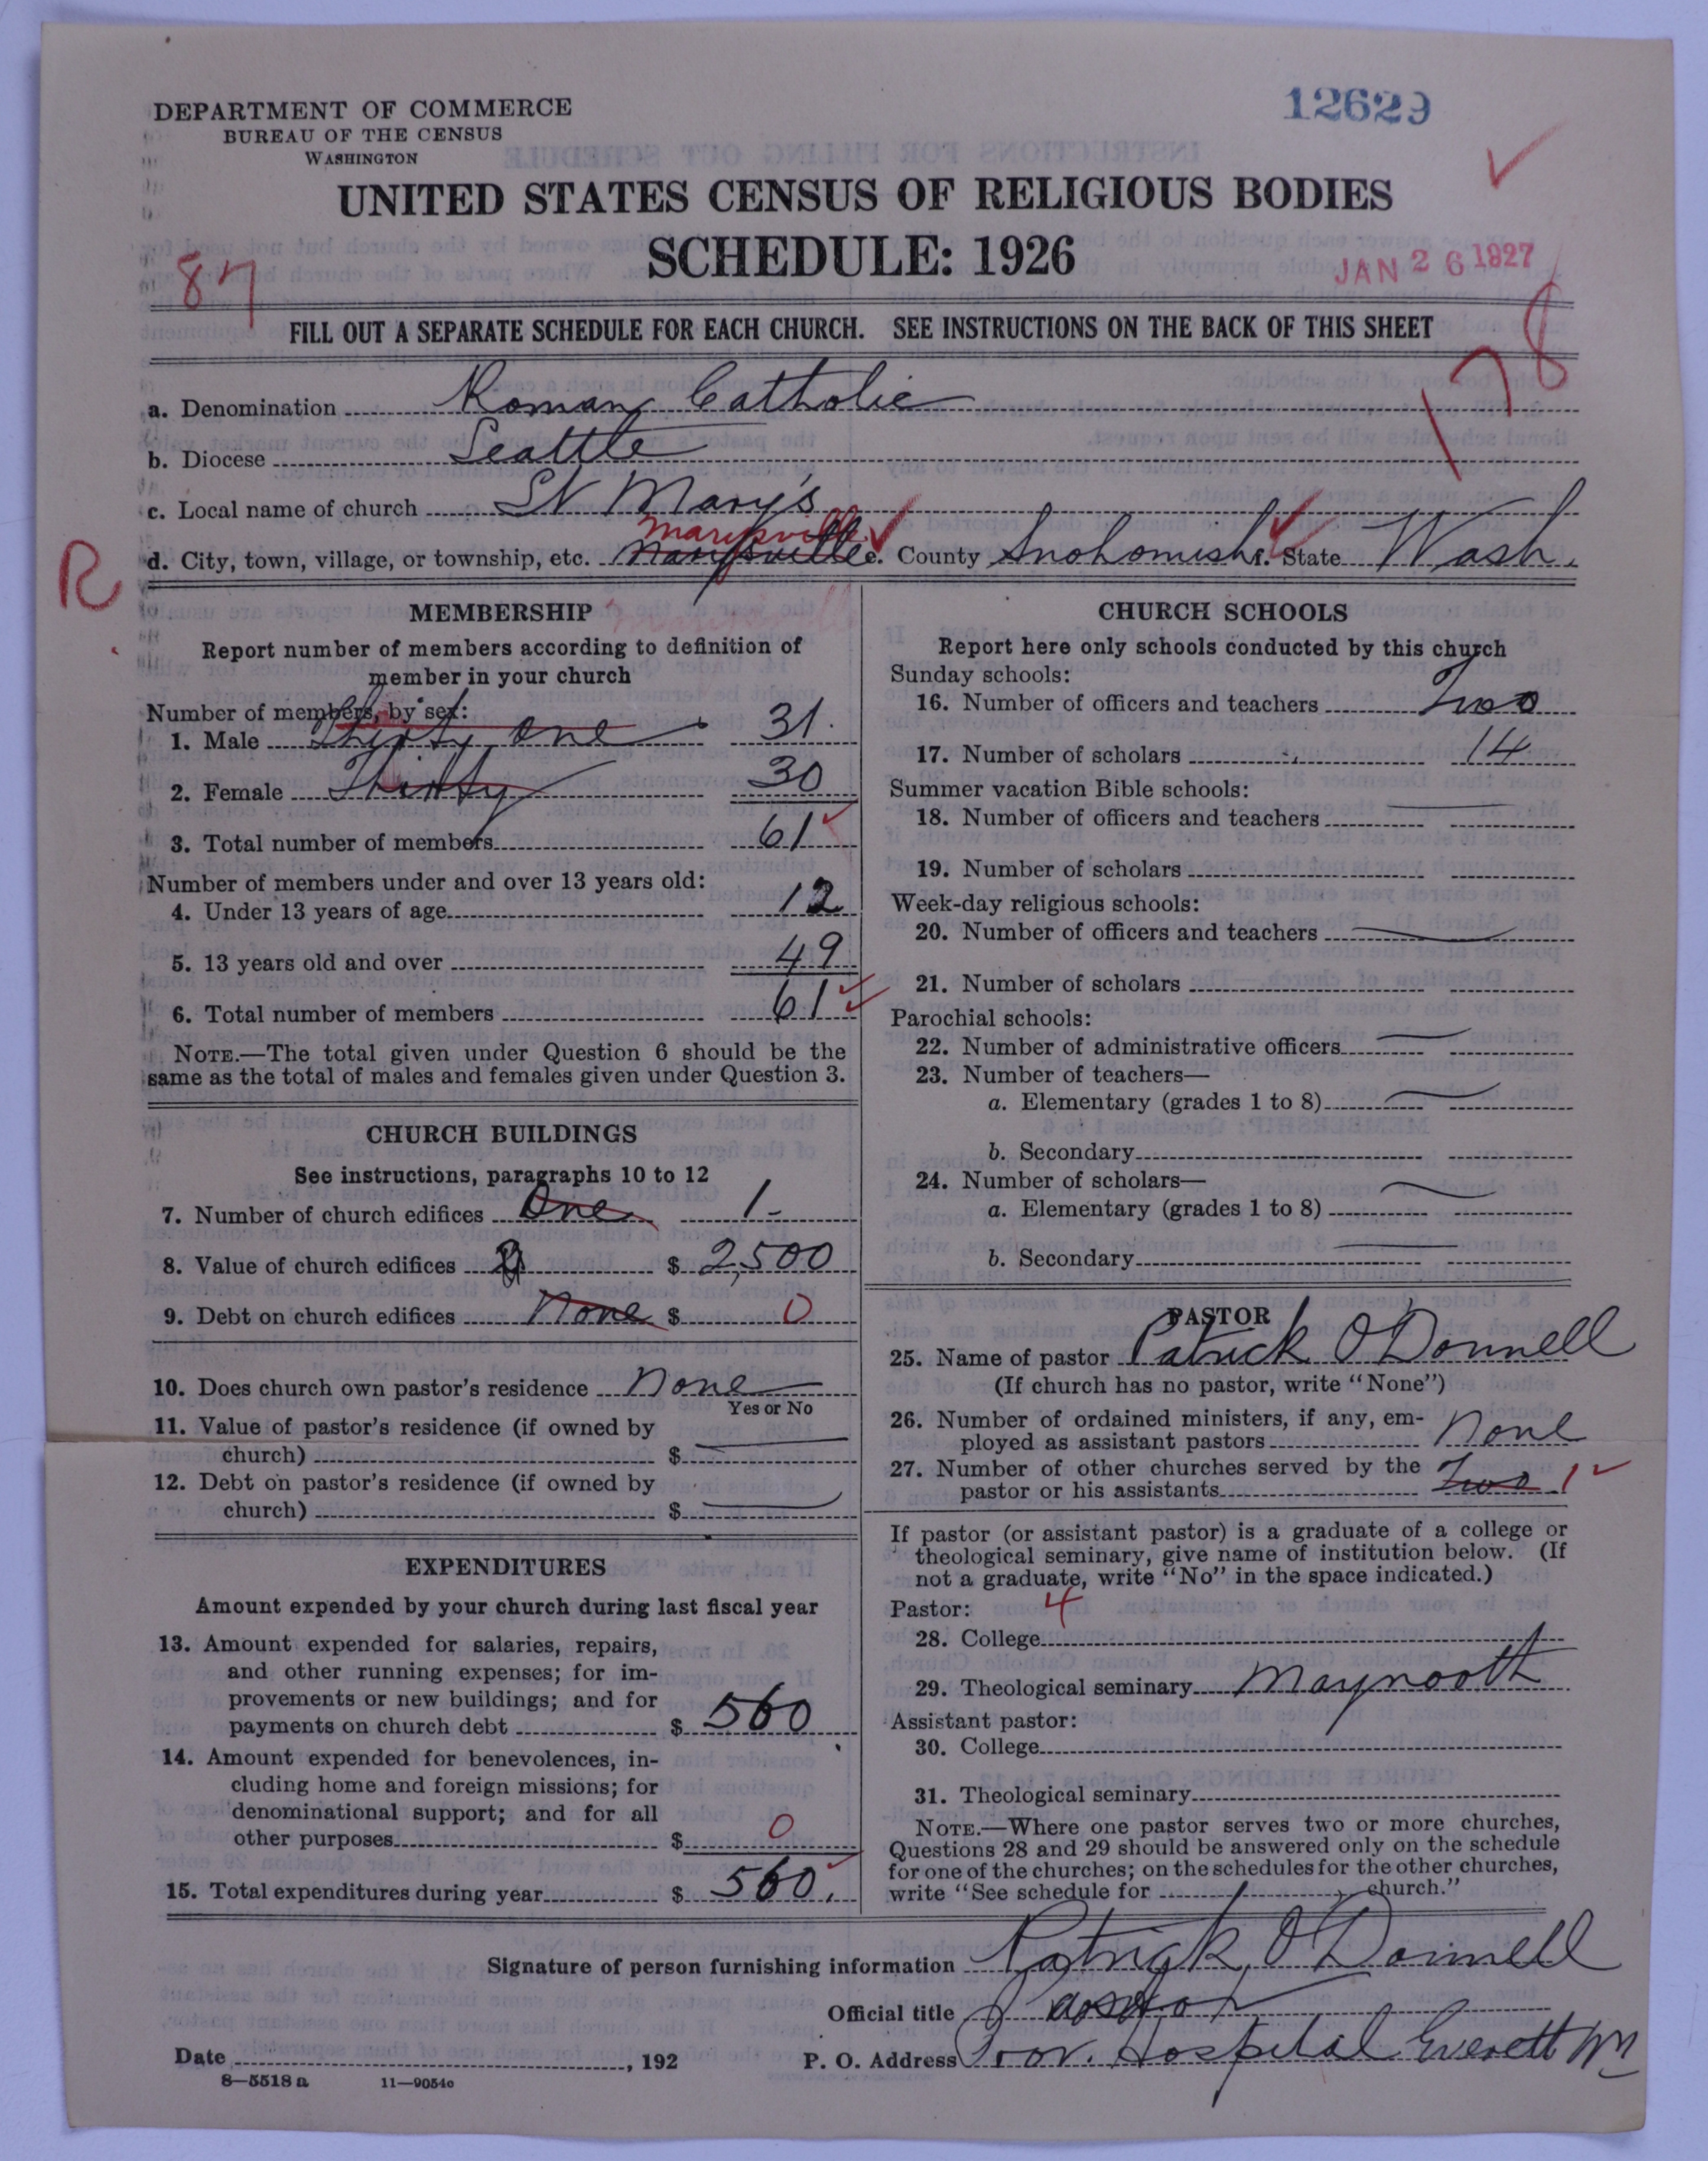 DEPARTMENT OF COMMERCE
BUREAU OF THE CENSUS
WASHINGTON
12629
UNITED STATES CENSUS OF RELIGIOUS BODIES
SCHEDULE: 1926
JAN 26 1927
87
178
FILL OUT A SEPARATE SCHEDULE FOR EACH CHURCH. SEE INSTRUCTIONS ON THE BACK OF THIS SHEET
a. Denomination Roman Catholic
b. Diocese Seattle
c. Local name of church St Mary's
Marysville
d. City, town, village, or township, etc. Marysville e. County Snohomish f. State Wash.
R
MEMBERSHIP
Report number of members according to definition of
member in your church
Number of members, by sex:
1. Male Thirty one 31.
2. Female Thirty 30
3. Total number of members 61
Number of members under and over 13 years old:
4. Under 13 years of age 12
5. 13 years old and over 49
6. Total number of members 61
NOTE.—The total given under Question 6 should be the
same as the total of males and females given under Question 3.
CHURCH BUILDINGS
See instructions, paragraphs 10 to 12
7. Number of church edifices One 1-
8. Value of church edifices $ 2,500
9. Debt on church edifices None $ 0
10. Does church own pastor's residence None
Yes or No
11. Value of pastor's residence (if owned by
church) $
12. Debt on pastor's residence (if owned by
church) $
EXPENDITURES
Amount expended by your church during last fiscal year
13. Amount expended for salaries, repairs,
and other running expenses; for im-
provements or new buildings; and for
payments on church debt $ 560
14. Amount expended for benevolences, in-
cluding home and foreign missions; for
denominational support; and for all
other purposes $ 0
15. Total expenditures during year $ 560.
CHURCH SCHOOLS
Report here only schools conducted by this church
Sunday schools:
16. Number of officers and teachers Two
17. Number of scholars 14
Summer vacation Bible schools:
18. Number of officers and teachers
19. Number of scholars
Week-day religious schools:
20. Number of officers and teachers
21. Number of scholars
Parochial schools:
22. Number of administrative officers
23. Number of teachers—
a. Elementary (grades 1 to 8)
b. Secondary
24. Number of scholars—
a. Elementary (grades 1 to 8)
b. Secondary
PASTOR
25. Name of pastor Patrick O'Donnell
(If church has no pastor, write "None")
26. Number of ordained ministers, if any, em-
ployed as assistant pastors None
27. Number of other churches served by the
pastor or his assistants Two 1
If pastor (or assistant pastor) is a graduate of a college or
theological seminary, give name of institution below. (If
not a graduate, write "No" in the space indicated.)
Pastor: 4
28. College
29. Theological seminary Maynooth
Assistant pastor:
30. College
31. Theological seminary
NOTE.—Where one pastor serves two or more churches,
Questions 28 and 29 should be answered only on the schedule
for one of the churches; on the schedules for the other churches,
write "See schedule for , church."
Signature of person furnishing information Patrick O'Donnell
Official title Pastor
Date , 192 P. O. Address Prov. Hospital Everett Wn
8—5518 a 11—9054c